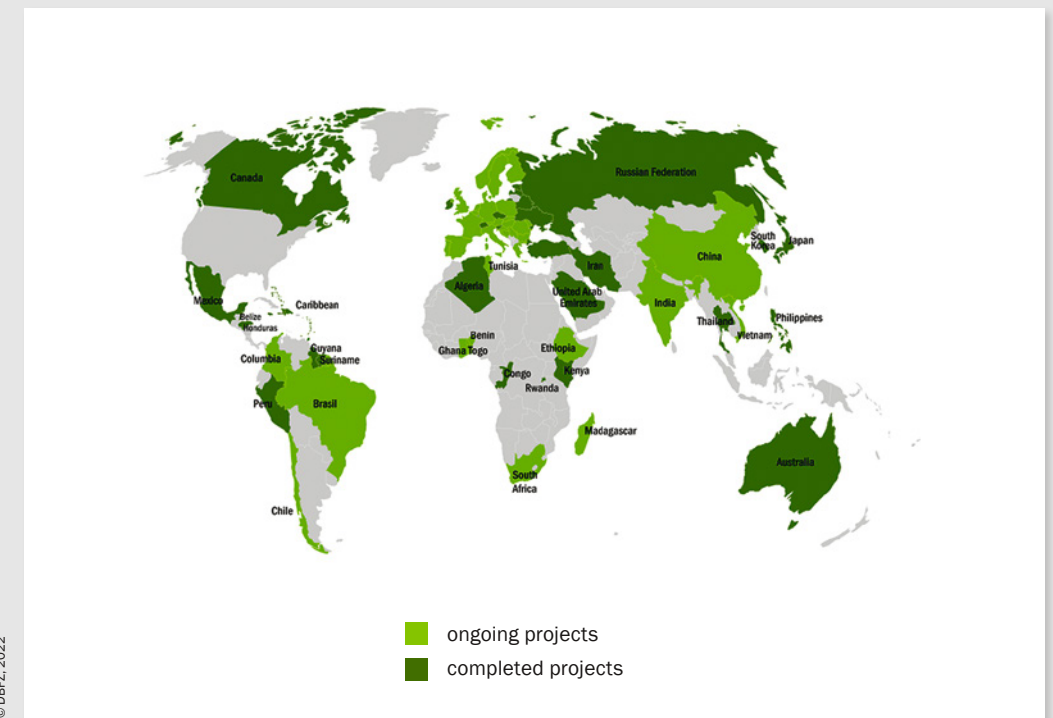 Canada
Russian Federation
South
Korea
Japan
China
Tunisia
Iran
Algeria
United Arab
Emirates
Mexico
Caribbean
India
Belize
Honduras
Thailand
Philippines
Vietnam
Benin
Ghana Togo
Ethiopia
Guyana
Suriname
Columbia
Congo
Kenya
Rwanda
Peru
Brasil
Madagascar
South
Africa
Australia
Chile
ongoing projects
completed projects
© DBFZ, 2022